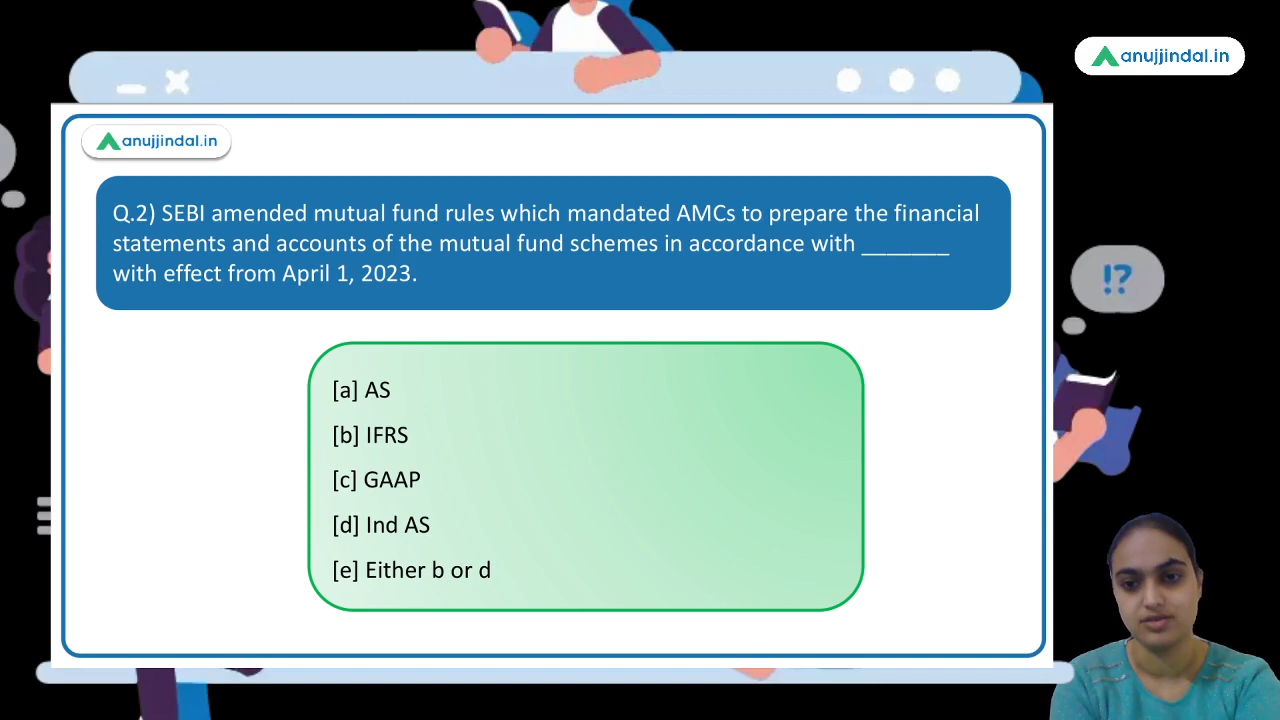 anujjindal.in
anujjindal.in
Q.2) SEBI amended mutual fund rules which mandated AMCs to prepare the financial
statements and accounts of the mutual fund schemes in accordance with _______
with effect from April 1, 2023.
!?
[a] AS
[b] IFRS
[c] GAAP
[d] Ind AS
[e] Either b or d